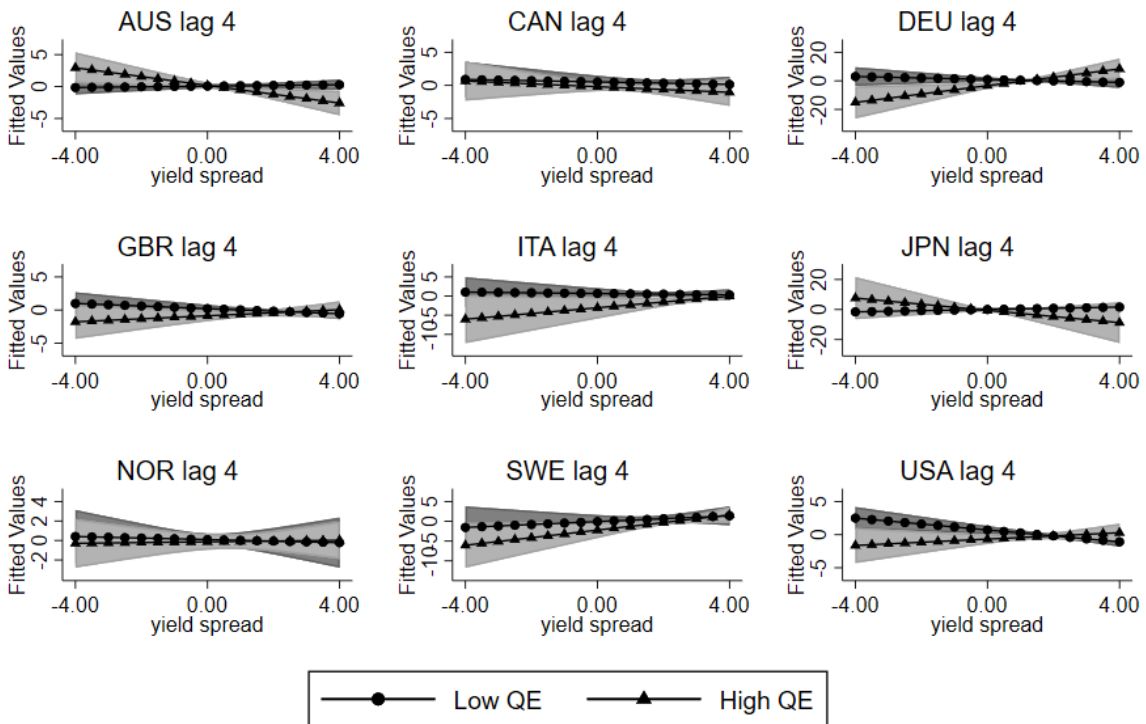 AUS lag 4
Fitted Values
5
0
-5
-4.00 0.00 4.00
yield spread
CAN lag 4
Fitted Values
5
0
-5
-4.00 0.00 4.00
yield spread
DEU lag 4
Fitted Values
20
0
-20
-4.00 0.00 4.00
yield spread
GBR lag 4
Fitted Values
5
0
-5
-4.00 0.00 4.00
yield spread
ITA lag 4
Fitted Values
5
0
-5
-10
-4.00 0.00 4.00
yield spread
JPN lag 4
Fitted Values
20
0
-20
-4.00 0.00 4.00
yield spread
NOR lag 4
Fitted Values
4
2
0
-2
-4.00 0.00 4.00
yield spread
SWE lag 4
Fitted Values
5
0
-5
-10
-4.00 0.00 4.00
yield spread
USA lag 4
Fitted Values
5
0
-5
-4.00 0.00 4.00
yield spread
Low QE High QE